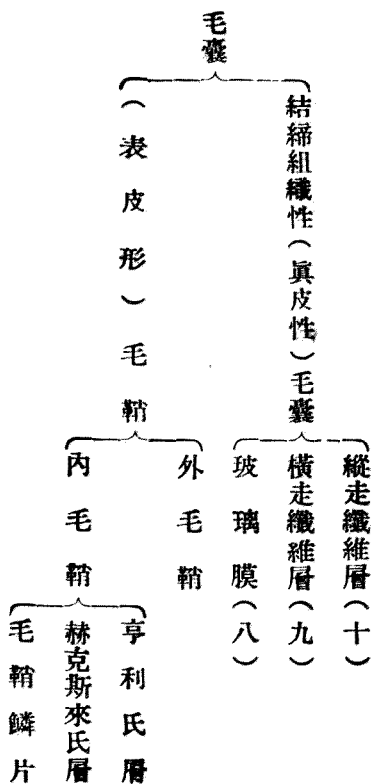 毛囊
結締組纖性(眞皮性)毛囊
縱走纖維層(十)
橫走纖維層(九)
玻璃膜(八)
(表皮形)毛鞘
外毛鞘
內毛鞘
亨利氏層
赫克斯來氏層
毛鞘鱗片